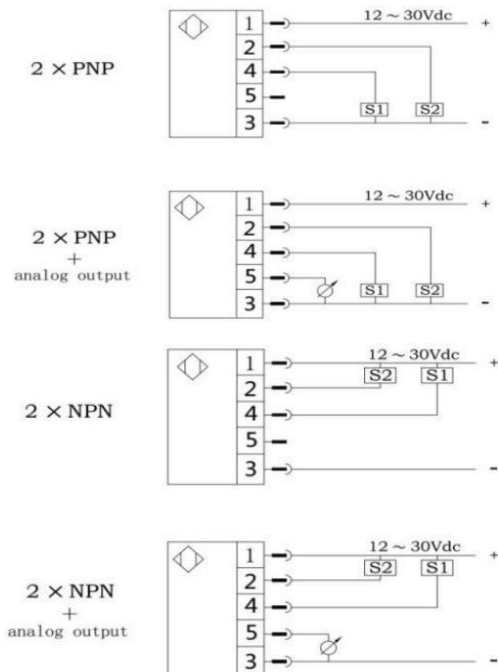 1 12 ~ 30Vdc +
2
2 × PNP
4
5 S1 S2
3 -
1 12 ~ 30Vdc +
2 × PNP 2
+ 4
analog output
5 S1 S2
3 -
1 12 ~ 30Vdc +
2 S2 S1
2 × NPN 4
5
3 -
1 12 ~ 30Vdc +
2 S2 S1
2 × NPN 4
+
analog output 5
3 -